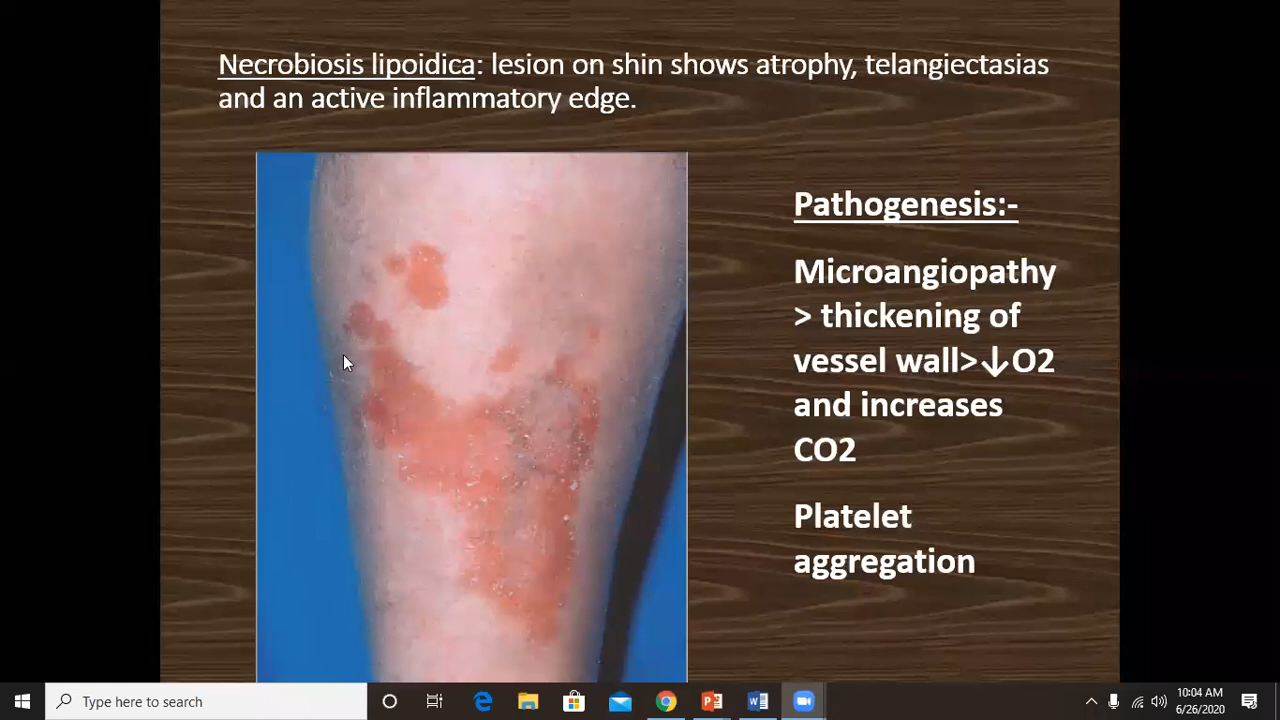 Necrobiosis lipoidica: lesion on shin shows atrophy, telangiectasias
and an active inflammatory edge.
Pathogenesis:-
Microangiopathy
> thickening of
vessel wall>↓O2
and increases
CO2
Platelet
aggregation
Type here to search
10:04 AM
6/26/2020